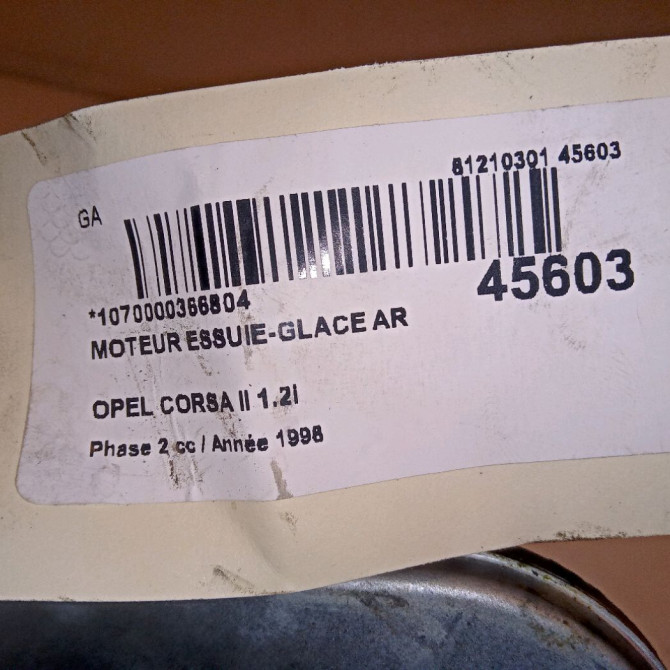 81210301 45603
GA
45603
*1070000366804
MOTEUR ESSUIE-GLACE AR
OPEL CORSA II 1.2I
Phase 2 cc / Année 1998